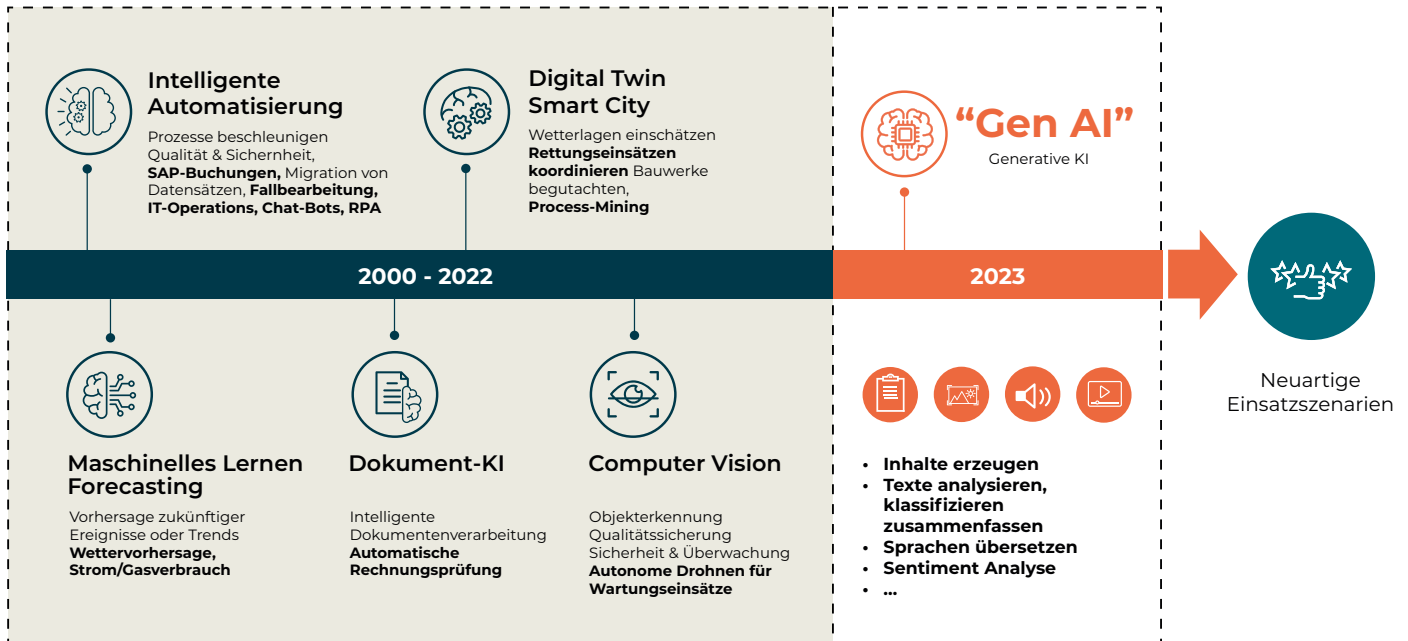 Intelligente
Automatisierung
Prozesse beschleunigen
Qualität & Sichernheit,
SAP-Buchungen, Migration von
Datensätzen, Fallbearbeitung,
IT-Operations, Chat-Bots, RPA
Digital Twin
Smart City
Wetterlagen einschätzen
Rettungseinsätzen
koordinieren Bauwerke
begutachten,
Process-Mining
“Gen AI”
Generative KI
2000 - 2022
2023
Maschinelles Lernen
Forecasting
Vorhersage zukünftiger
Ereignisse oder Trends
Wettervorhersage,
Strom/Gasverbrauch
Dokument-KI
Intelligente
Dokumentenverarbeitung
Automatische
Rechnungsprüfung
Computer Vision
Objekterkennung
Qualitätssicherung
Sicherheit & Überwachung
Autonome Drohnen für
Wartungseinsätze
• Inhalte erzeugen
• Texte analysieren,
klassifizieren
zusammenfassen
• Sprachen übersetzen
• Sentiment Analyse
• ...
Neuartige
Einsatzszenarien